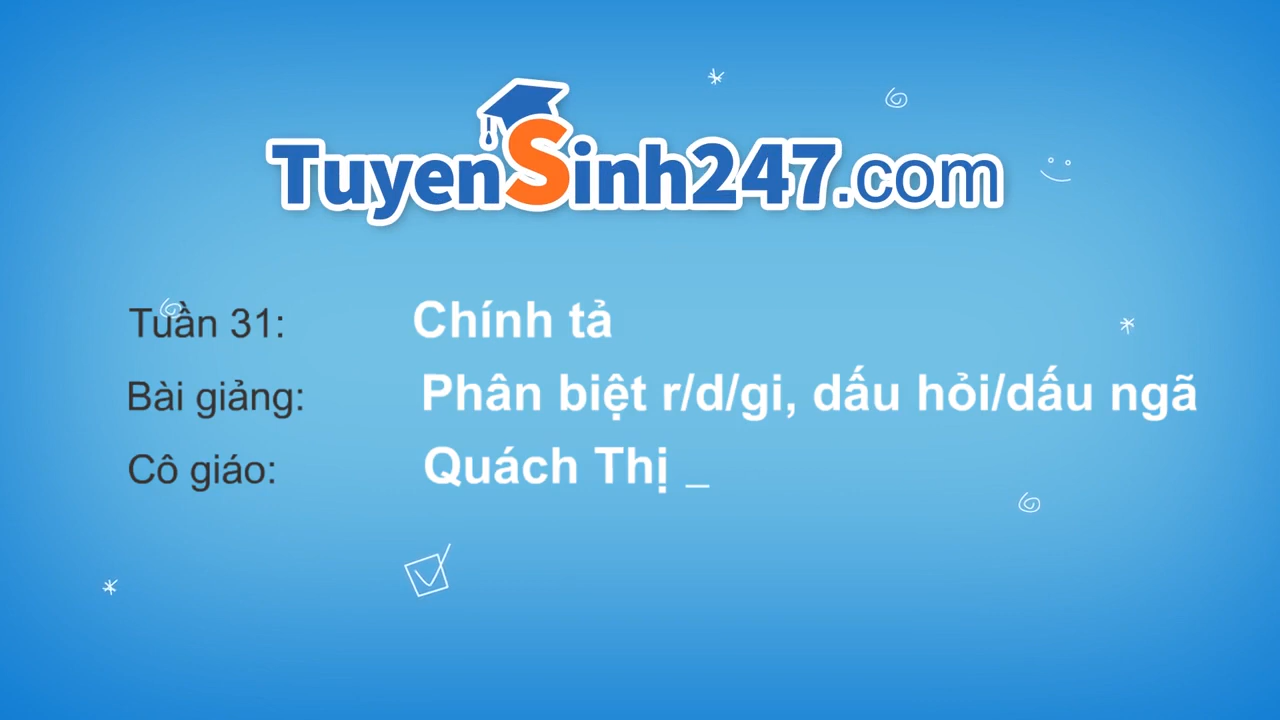 TuyenSinh247.com
Tuần 31: Chính tả
Bài giảng: Phân biệt r/d/gi, dấu hỏi/dấu ngã
Cô giáo: Quách Thị _